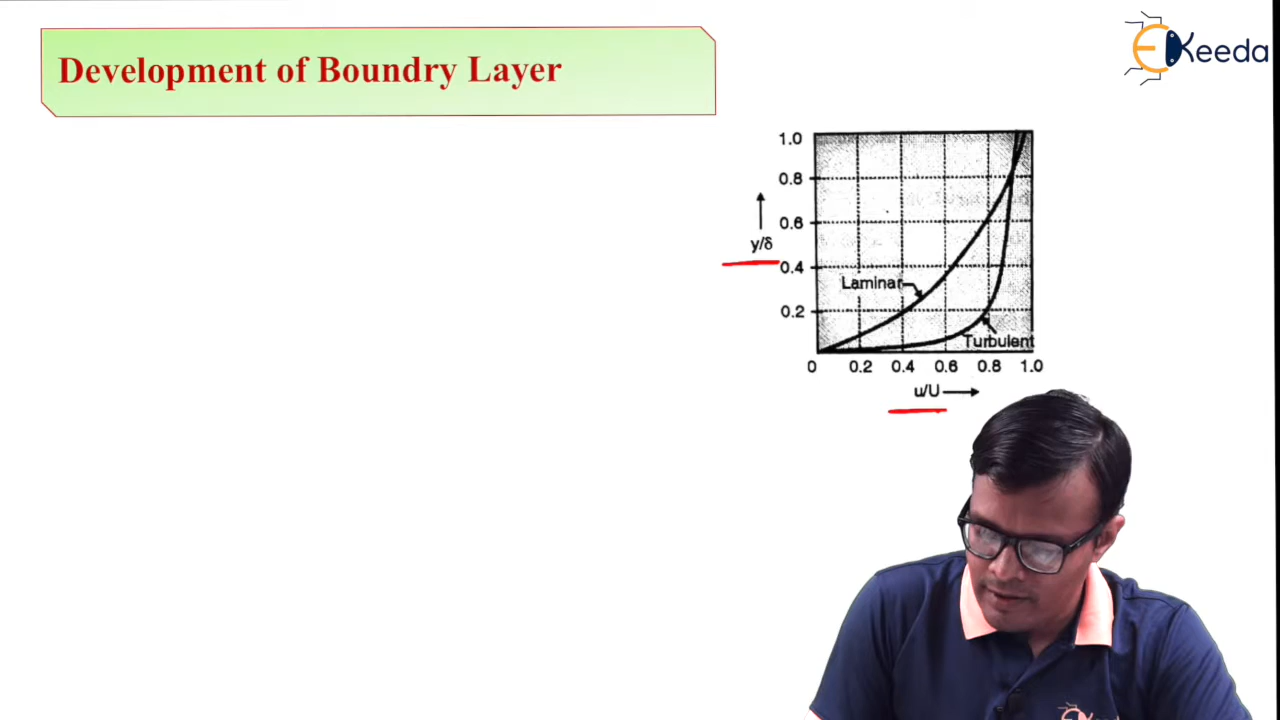 Development of Boundry Layer
EKeeda
1.0
0.8
0.6
y/δ
0.4
Laminar
0.2
Turbulent
0 0.2 0.4 0.6 0.8 1.0
u/U